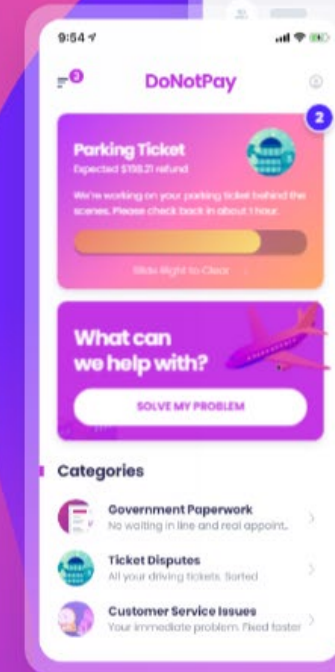 9:54
3
DoNotPay
2
Parking Ticket
Expected $198.21 refund
We're working on your parking ticket behind the
scenes. Please check back in about 1 hour.
Slide Right to Clear
What can
we help with?
SOLVE MY PROBLEM
Categories
Government Paperwork
No waiting in line and real appoint..
Ticket Disputes
All your driving tickets. Sorted
Customer Service Issues
Your immediate problem. Fixed faster